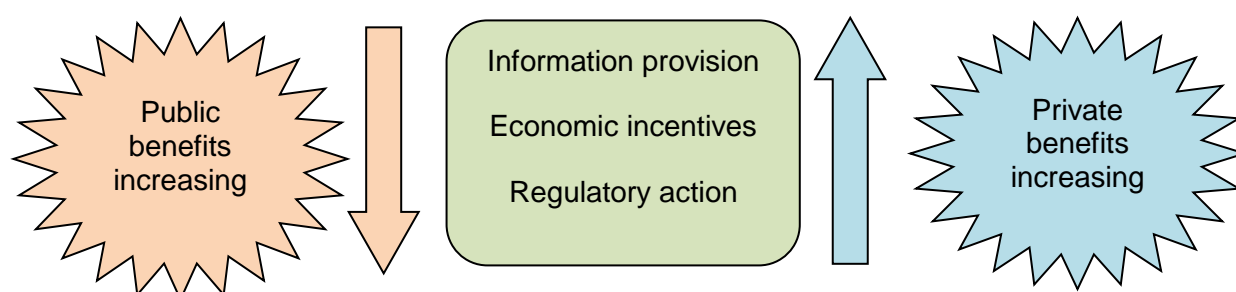 Public
benefits
increasing
Information provision
Economic incentives
Regulatory action
Private
benefits
increasing